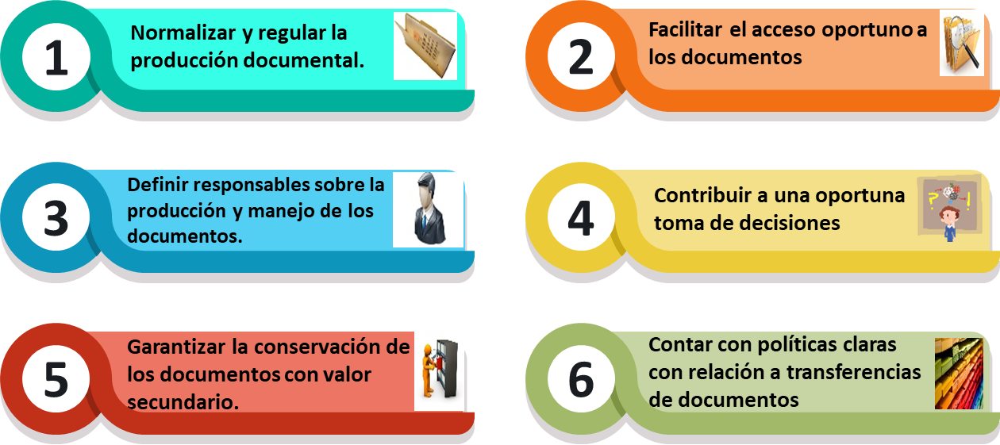 1
Normalizar y regular la
producción documental.
2
Facilitar el acceso oportuno a
los documentos
3
Definir responsables sobre la
producción y manejo de los
documentos.
4
Contribuir a una oportuna
toma de decisiones
5
Garantizar la conservación de
los documentos con valor
secundario.
6
Contar con políticas claras
con relación a transferencias
de documentos